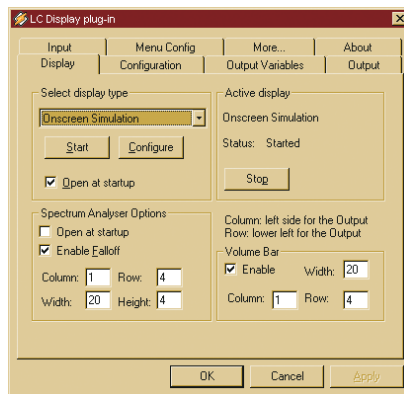 LC Display plug-in
Input Menu Config More... About
Display Configuration Output Variables Output
Select display type
Onscreen Simulation
Start Configure
Open at startup
Active display
Onscreen Simulation
Status: Started
Stop
Spectrum Analyser Options
Open at startup
Enable Falloff
Column: 1 Row: 4
Width: 20 Height: 4
Column: left side for the Output
Row: lower left for the Output
Volume Bar
Enable Width: 20
Column: 1 Row: 4
OK Cancel Apply